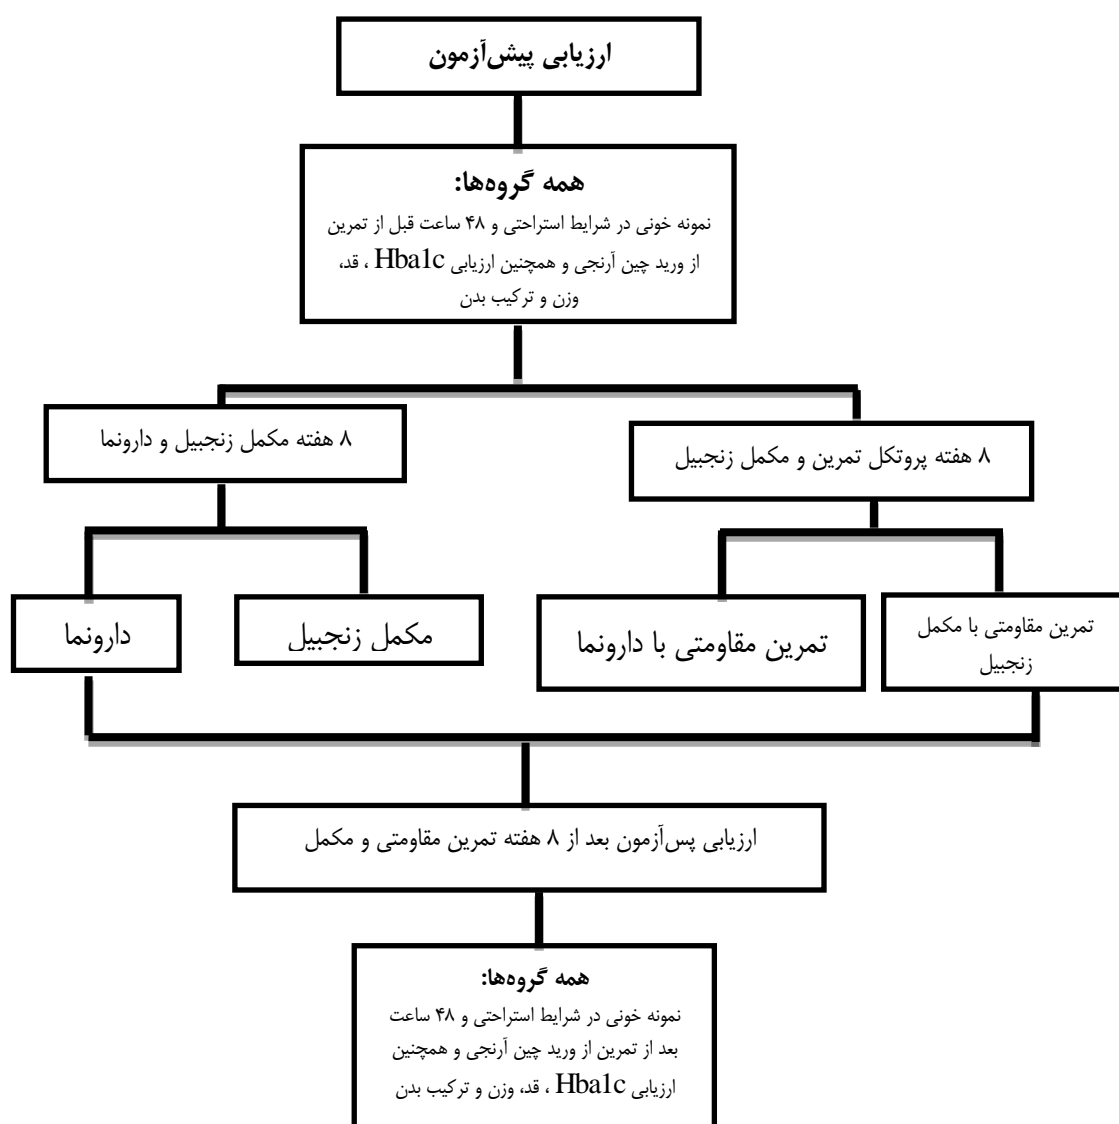 ارزیابی پیش‌آزمون
همه گروه‌ها:
نمونه خونی در شرایط استراحتی و ۴۸ ساعت قبل از تمرین
از ورید چین آرنجی و همچنین ارزیابی Hba1c ، قد،
وزن و ترکیب بدن
۸ هفته پروتکل تمرین و مکمل زنجبیل
۸ هفته مکمل زنجبیل و دارونما
تمرین مقاومتی با مکمل
زنجبیل
تمرین مقاومتی با دارونما
مکمل زنجبیل
دارونما
ارزیابی پس‌آزمون بعد از ۸ هفته تمرین مقاومتی و مکمل
همه گروه‌ها:
نمونه خونی در شرایط استراحتی و ۴۸ ساعت
بعد از تمرین از ورید چین آرنجی و همچنین
ارزیابی Hba1c ، قد، وزن و ترکیب بدن